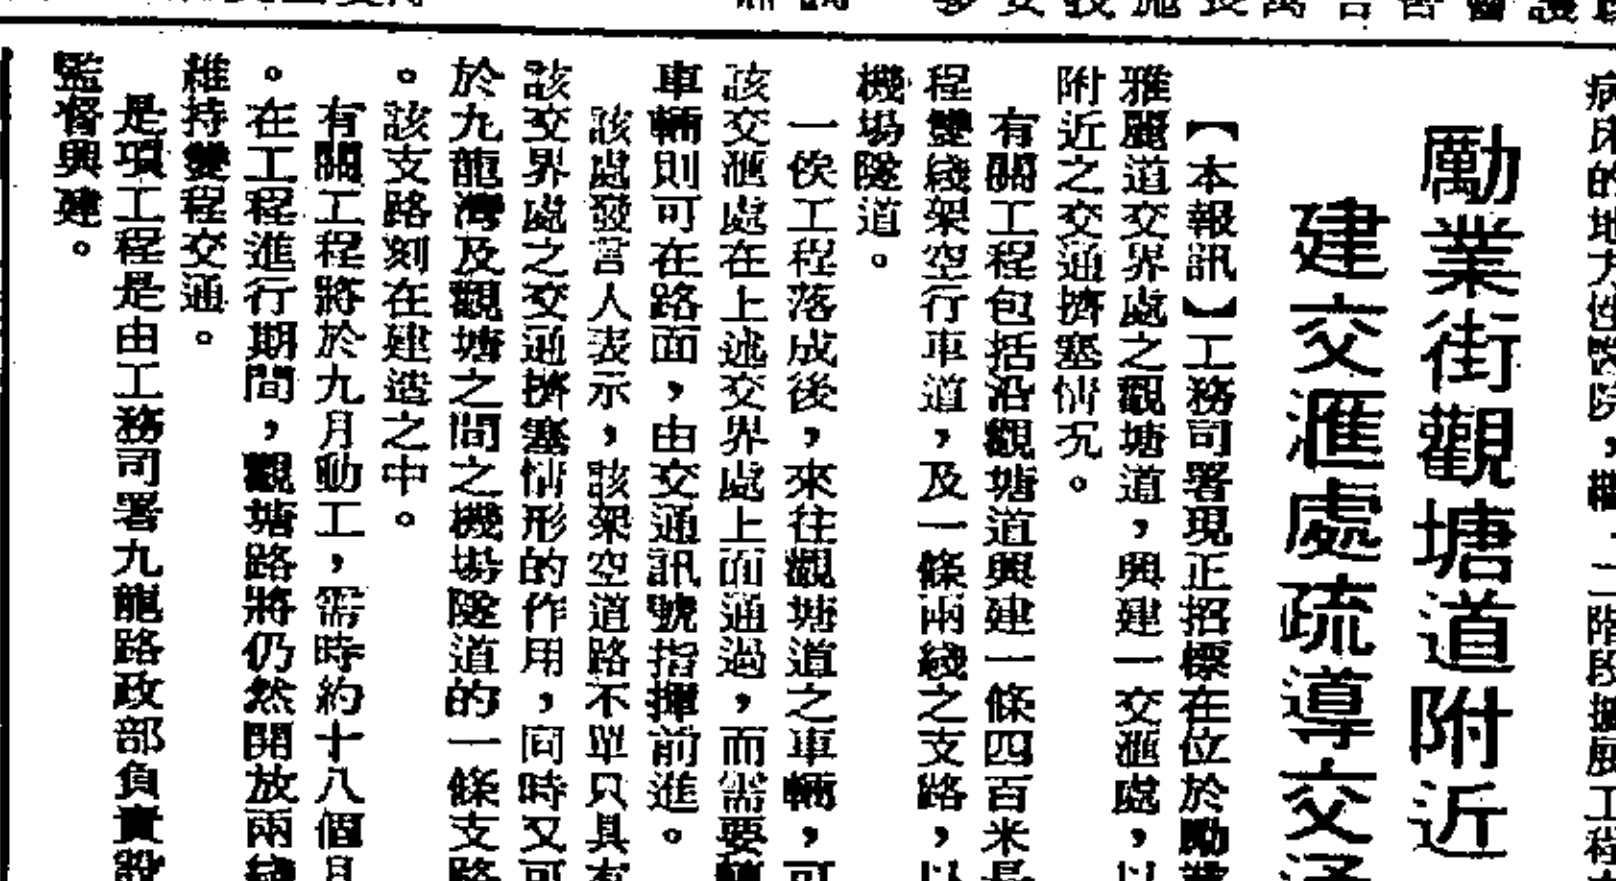 勵業街觀塘道附近
建交滙處疏導交通
【本報訊】工務司署現正招標在位於勵業
雅麗道交界處之觀塘道，興建一交滙處，以
附近之交通擠塞情况。
有關工程包括沿觀塘道興建一條四百米長
程雙綫架空行車道，及一條兩綫之支路，以
機場隧道。
一俟工程落成後，來往觀塘道之車輛，可
該交滙處在上述交界處上面通過，而需要轉
車輛則可在路面，由交通訊號指揮前進。
該處發言人表示，該架空道路不單只具有
該交界處之交通擠塞情形的作用，同時又可
於九龍灣及觀塘之間之機場隧道的一條支路
。該支路刻在建造之中。
有關工程將於九月動工，需時約十八個月
。在工程進行期間，觀塘路將仍然開放兩綫
維持雙程交通。
是項工程是由工務司署九龍路政部負責設
監督興建。